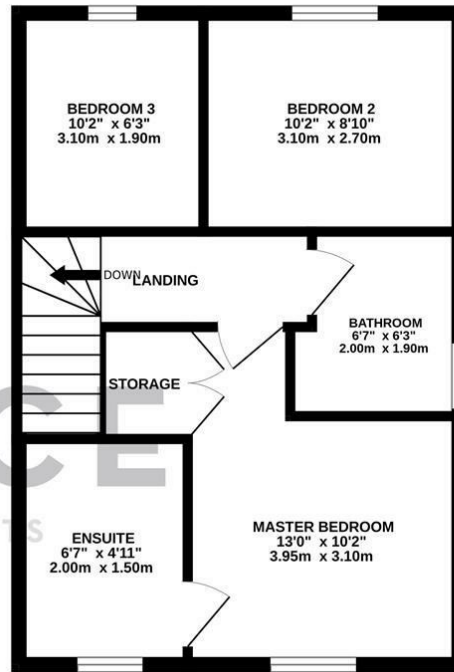 BEDROOM 3
10'2" x 6'3"
3.10m x 1.90m
BEDROOM 2
10'2" x 8'10"
3.10m x 2.70m
DOWN
LANDING
BATHROOM
6'7" x 6'3"
2.00m x 1.90m
STORAGE
CE
TS
ENSUITE
6'7" x 4'11"
2.00m x 1.50m
MASTER BEDROOM
13'0" x 10'2"
3.95m x 3.10m